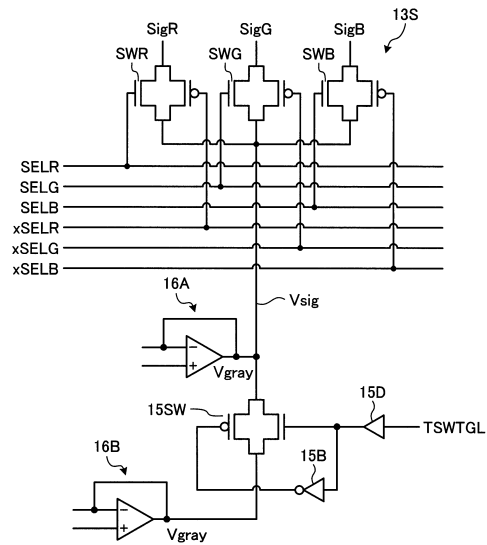 SigR SigG SigB
13S
SWR SWG SWB
SELR
SELG
SELB
xSELR
xSELG
xSELB
16A
Vsig
−
+
Vgray
15SW
15D
TSWTGL
16B
15B
−
+
Vgray